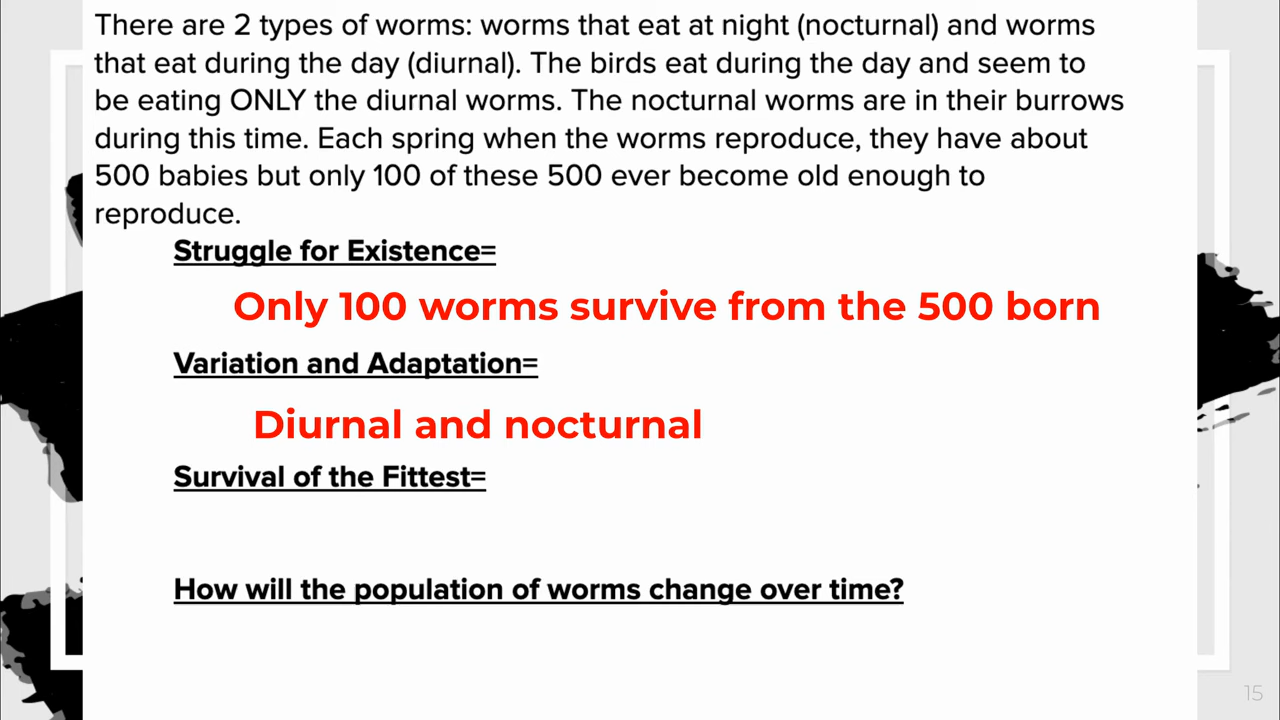 There are 2 types of worms: worms that eat at night (nocturnal) and worms
that eat during the day (diurnal). The birds eat during the day and seem to
be eating ONLY the diurnal worms. The nocturnal worms are in their burrows
during this time. Each spring when the worms reproduce, they have about
500 babies but only 100 of these 500 ever become old enough to
reproduce.
Struggle for Existence=
Only 100 worms survive from the 500 born
Variation and Adaptation=
Diurnal and nocturnal
Survival of the Fittest=
How will the population of worms change over time?
15